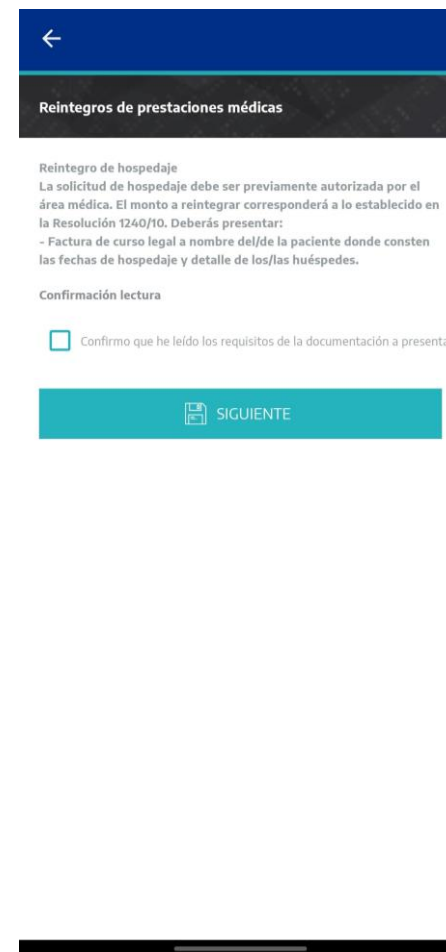 Reintegros de prestaciones médicas
Reintegro de hospedaje
La solicitud de hospedaje debe ser previamente autorizada por el
área médica. El monto a reintegrar corresponderá a lo establecido en
la Resolución 1240/10. Deberás presentar:
- Factura de curso legal a nombre del/de la paciente donde consten
las fechas de hospedaje y detalle de los/las huéspedes.
Confirmación lectura
Confirmo que he leído los requisitos de la documentación a presenta
SIGUIENTE